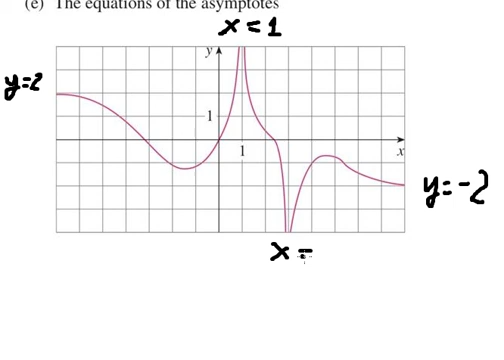 (e) The equations of the asymptotes
x = 1
y=2
y
1
1
x
y=-2
x =